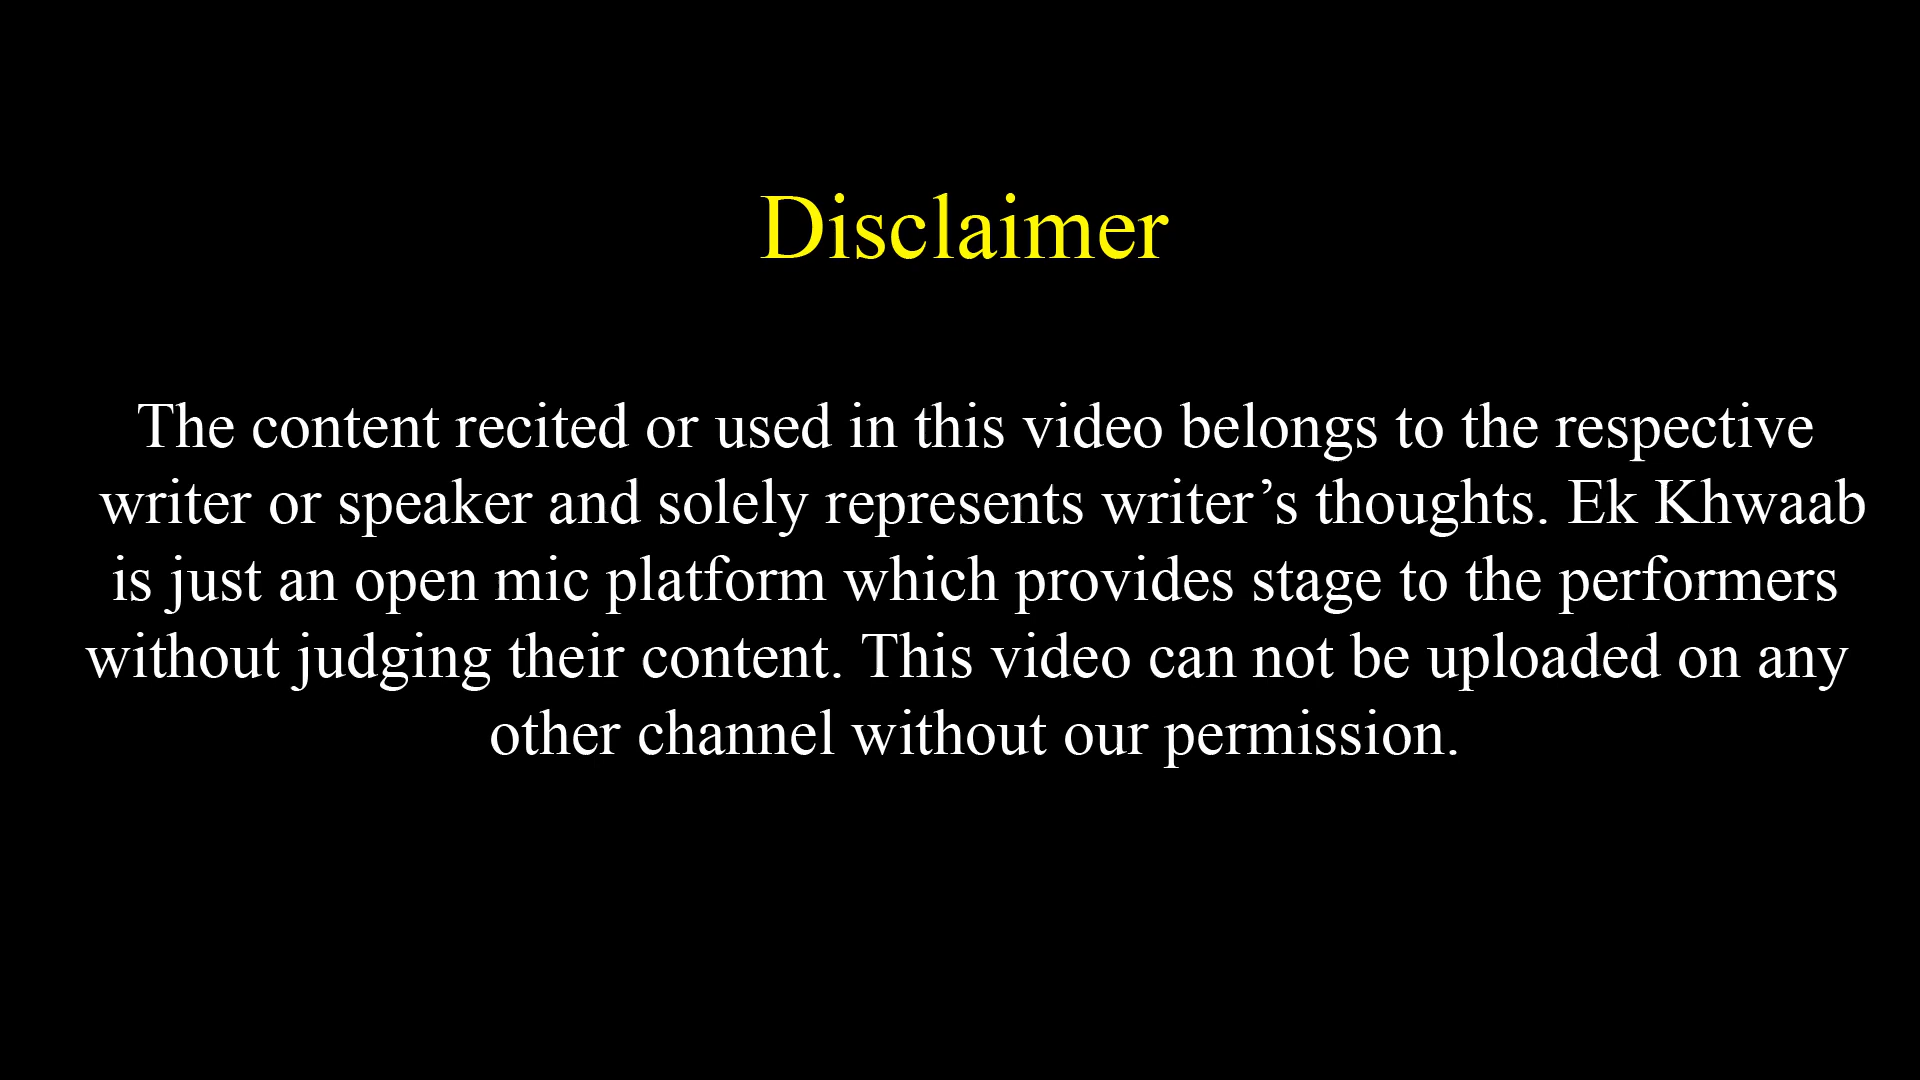 Disclaimer
The content recited or used in this video belongs to the respective
writer or speaker and solely represents writer’s thoughts. Ek Khwaab
is just an open mic platform which provides stage to the performers
without judging their content. This video can not be uploaded on any
other channel without our permission.